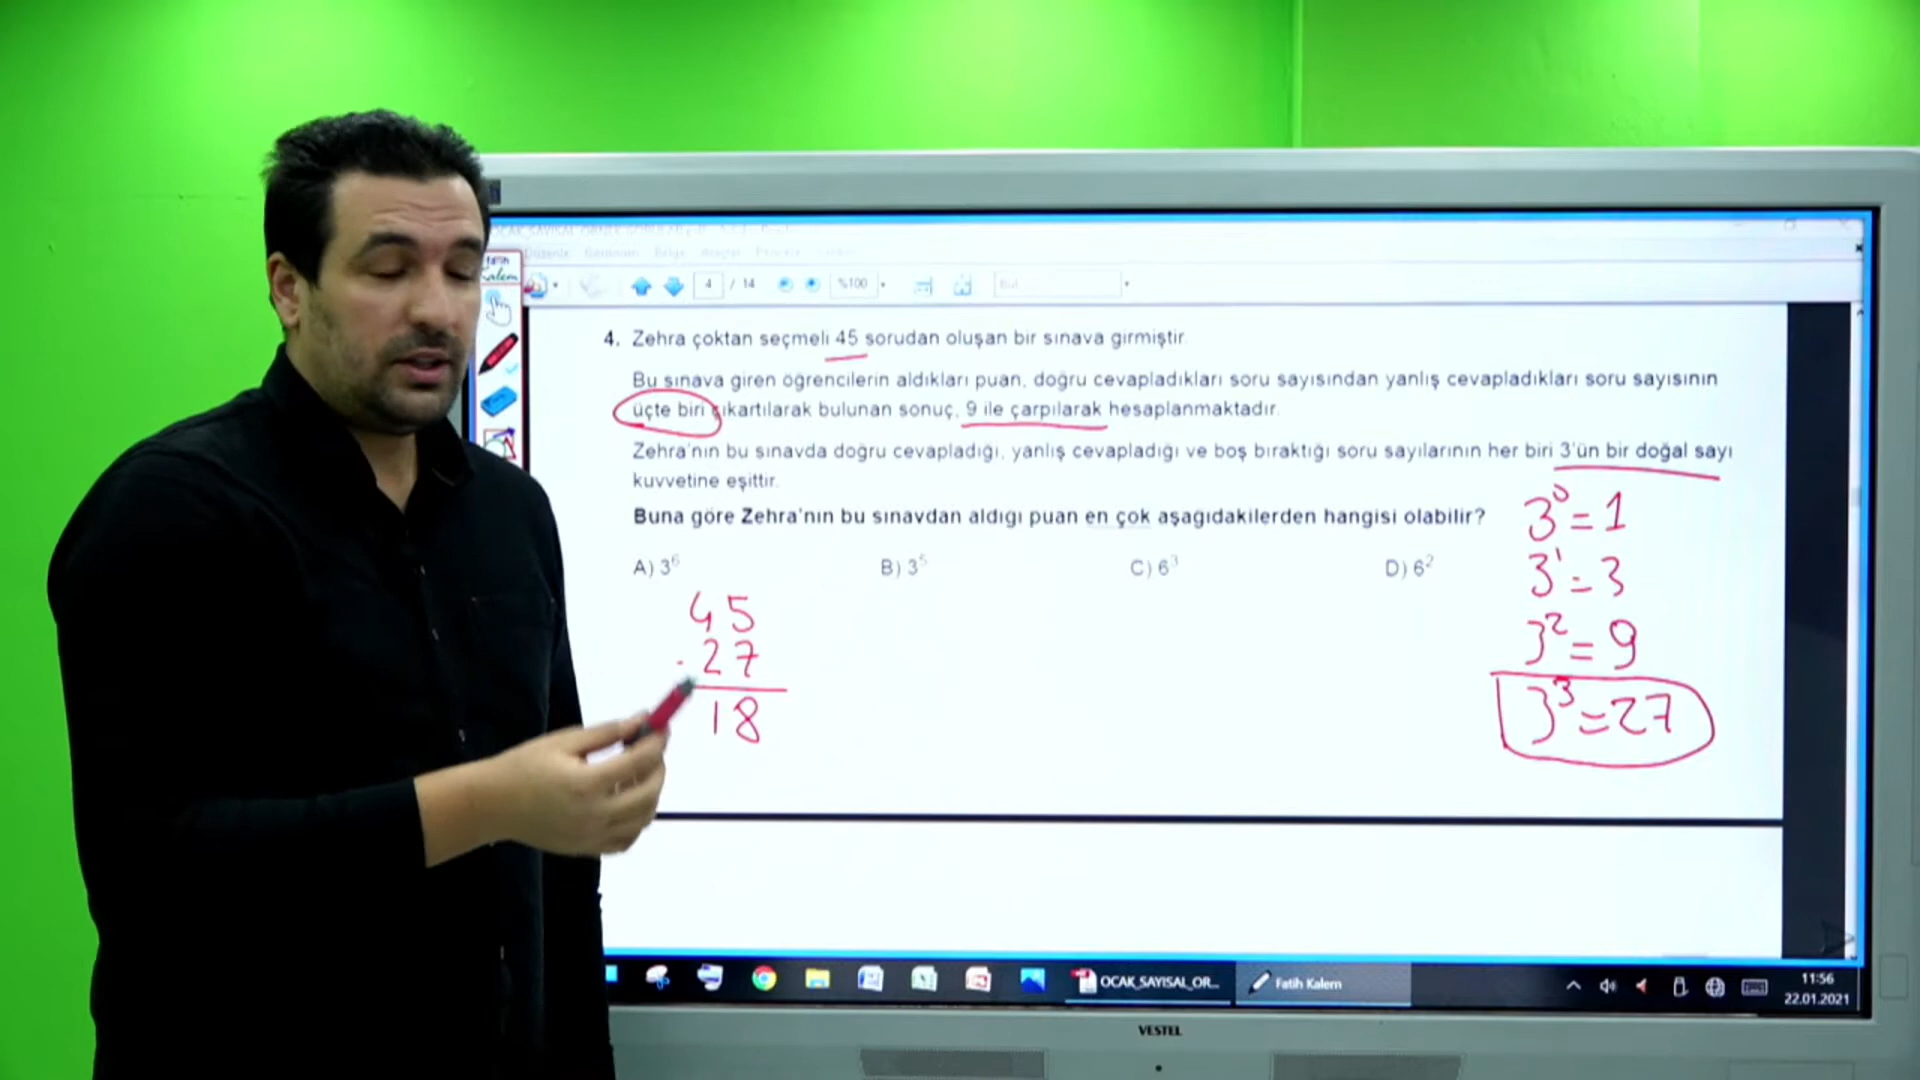 Kalem
4 / 14
%100
Bul
4. Zehra çoktan seçmeli 45 sorudan oluşan bir sınava girmiştir.
Bu sınava giren öğrencilerin aldıkları puan, doğru cevapladıkları soru sayısından yanlış cevapladıkları soru sayısının
üçte biri çıkartılarak bulunan sonuç, 9 ile çarpılarak hesaplanmaktadır.
Zehra'nın bu sınavda doğru cevapladığı, yanlış cevapladığı ve boş bıraktığı soru sayılarının her biri 3'ün bir doğal sayı
kuvvetine eşittir.
Buna göre Zehra'nın bu sınavdan aldığı puan en çok aşağıdakilerden hangisi olabilir?
A) 3⁶ B) 3⁵ C) 6³ D) 6²
3⁰ = 1
3¹ = 3
3² = 9
3³ = 27
45
27
18
OCAK_SAYISAL_OR...
Fatih Kalem
11:56
22.01.2021
VESTEL